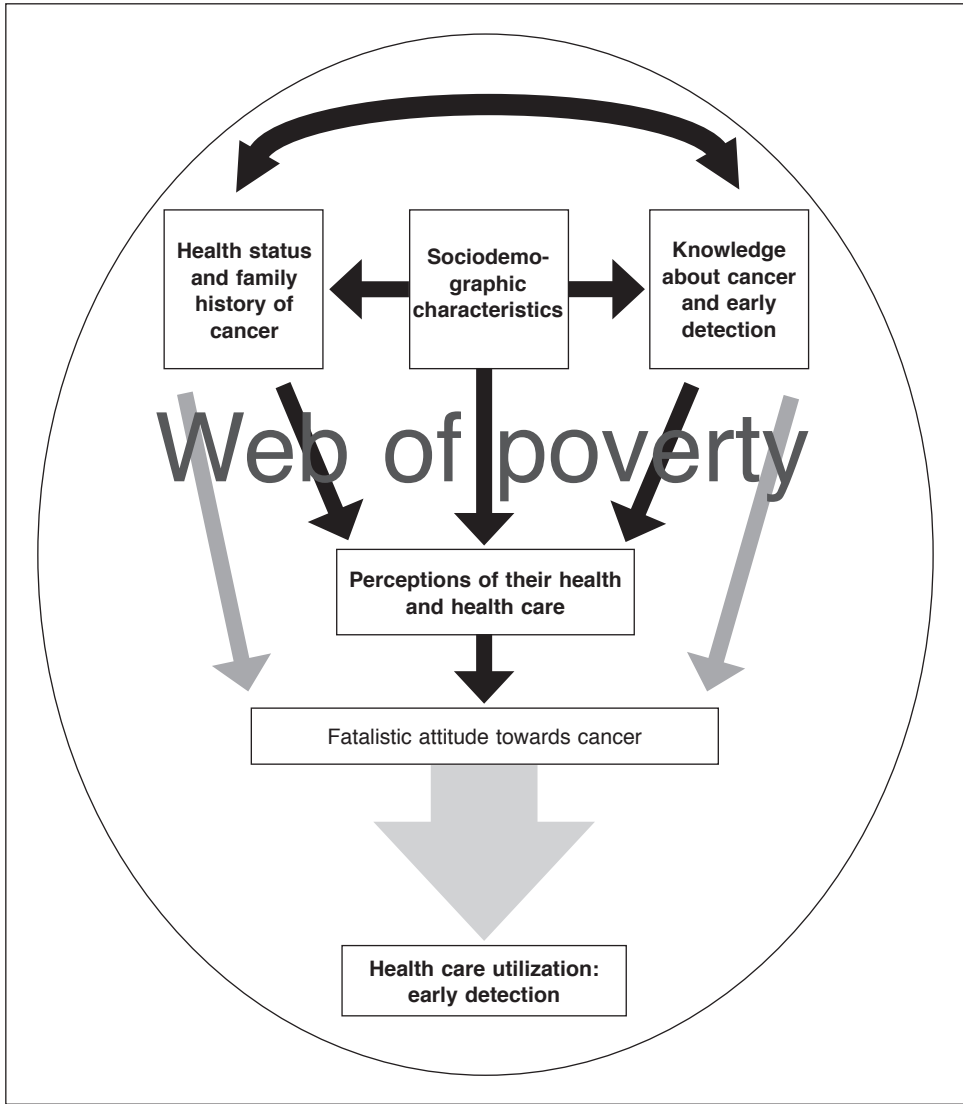 Health status
and family
history of
cancer
Sociodemo-
graphic
characteristics
Knowledge
about cancer
and early
detection
Web of poverty
Perceptions of their health
and health care
Fatalistic attitude towards cancer
Health care utilization:
early detection